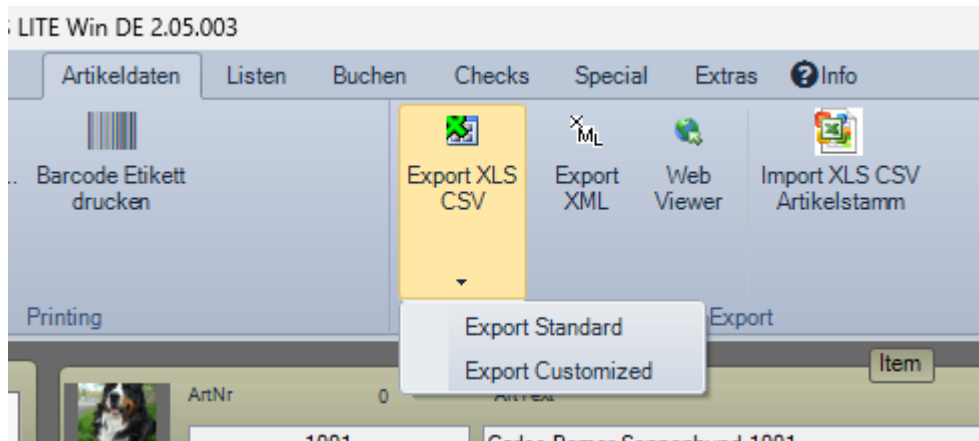 LITE Win DE 2.05.003
Artikeldaten Listen Buchen Checks Special Extras Info
Barcode Etikett
drucken
Export XLS
CSV
Export
XML
Web
Viewer
Import XLS CSV
Artikelstamm
Printing
Export
Export Standard
Export Customized
Item
ArtNr 0 ArtText
1001